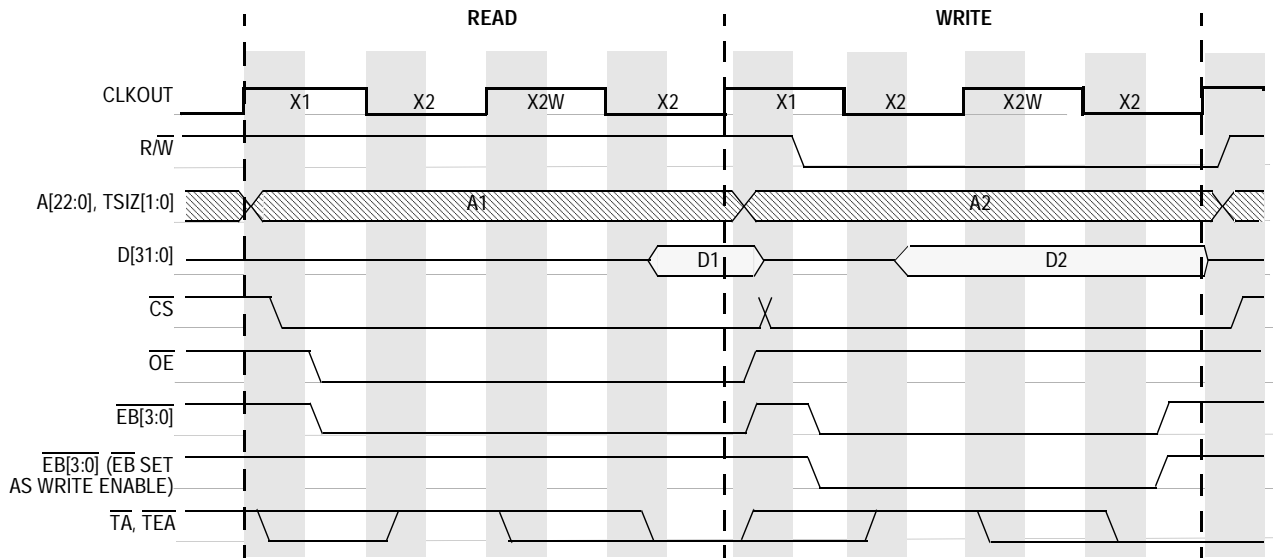 READ WRITE
CLKOUT X1 X2 X2W X2 X1 X2 X2W X2
R/W
A[22:0], TSIZ[1:0] A1 A2
D[31:0] D1 D2
CS
OE
EB[3:0]
EB[3:0] (EB SET
AS WRITE ENABLE)
TA, TEA